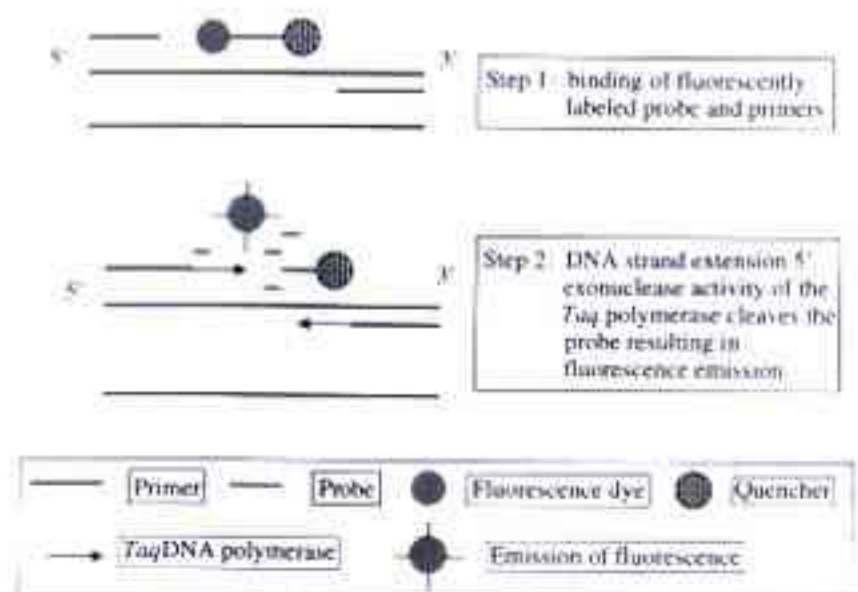 5'
3'
Step 1 binding of fluorescently
labeled probe and primers
5'
3'
Step 2 DNA strand extension 5'
exonuclease activity of the
Taq polymerase cleaves the
probe resulting in
fluorescence emission
Primer Probe Fluorescence dye Quencher
TaqDNA polymerase Emission of fluorescence